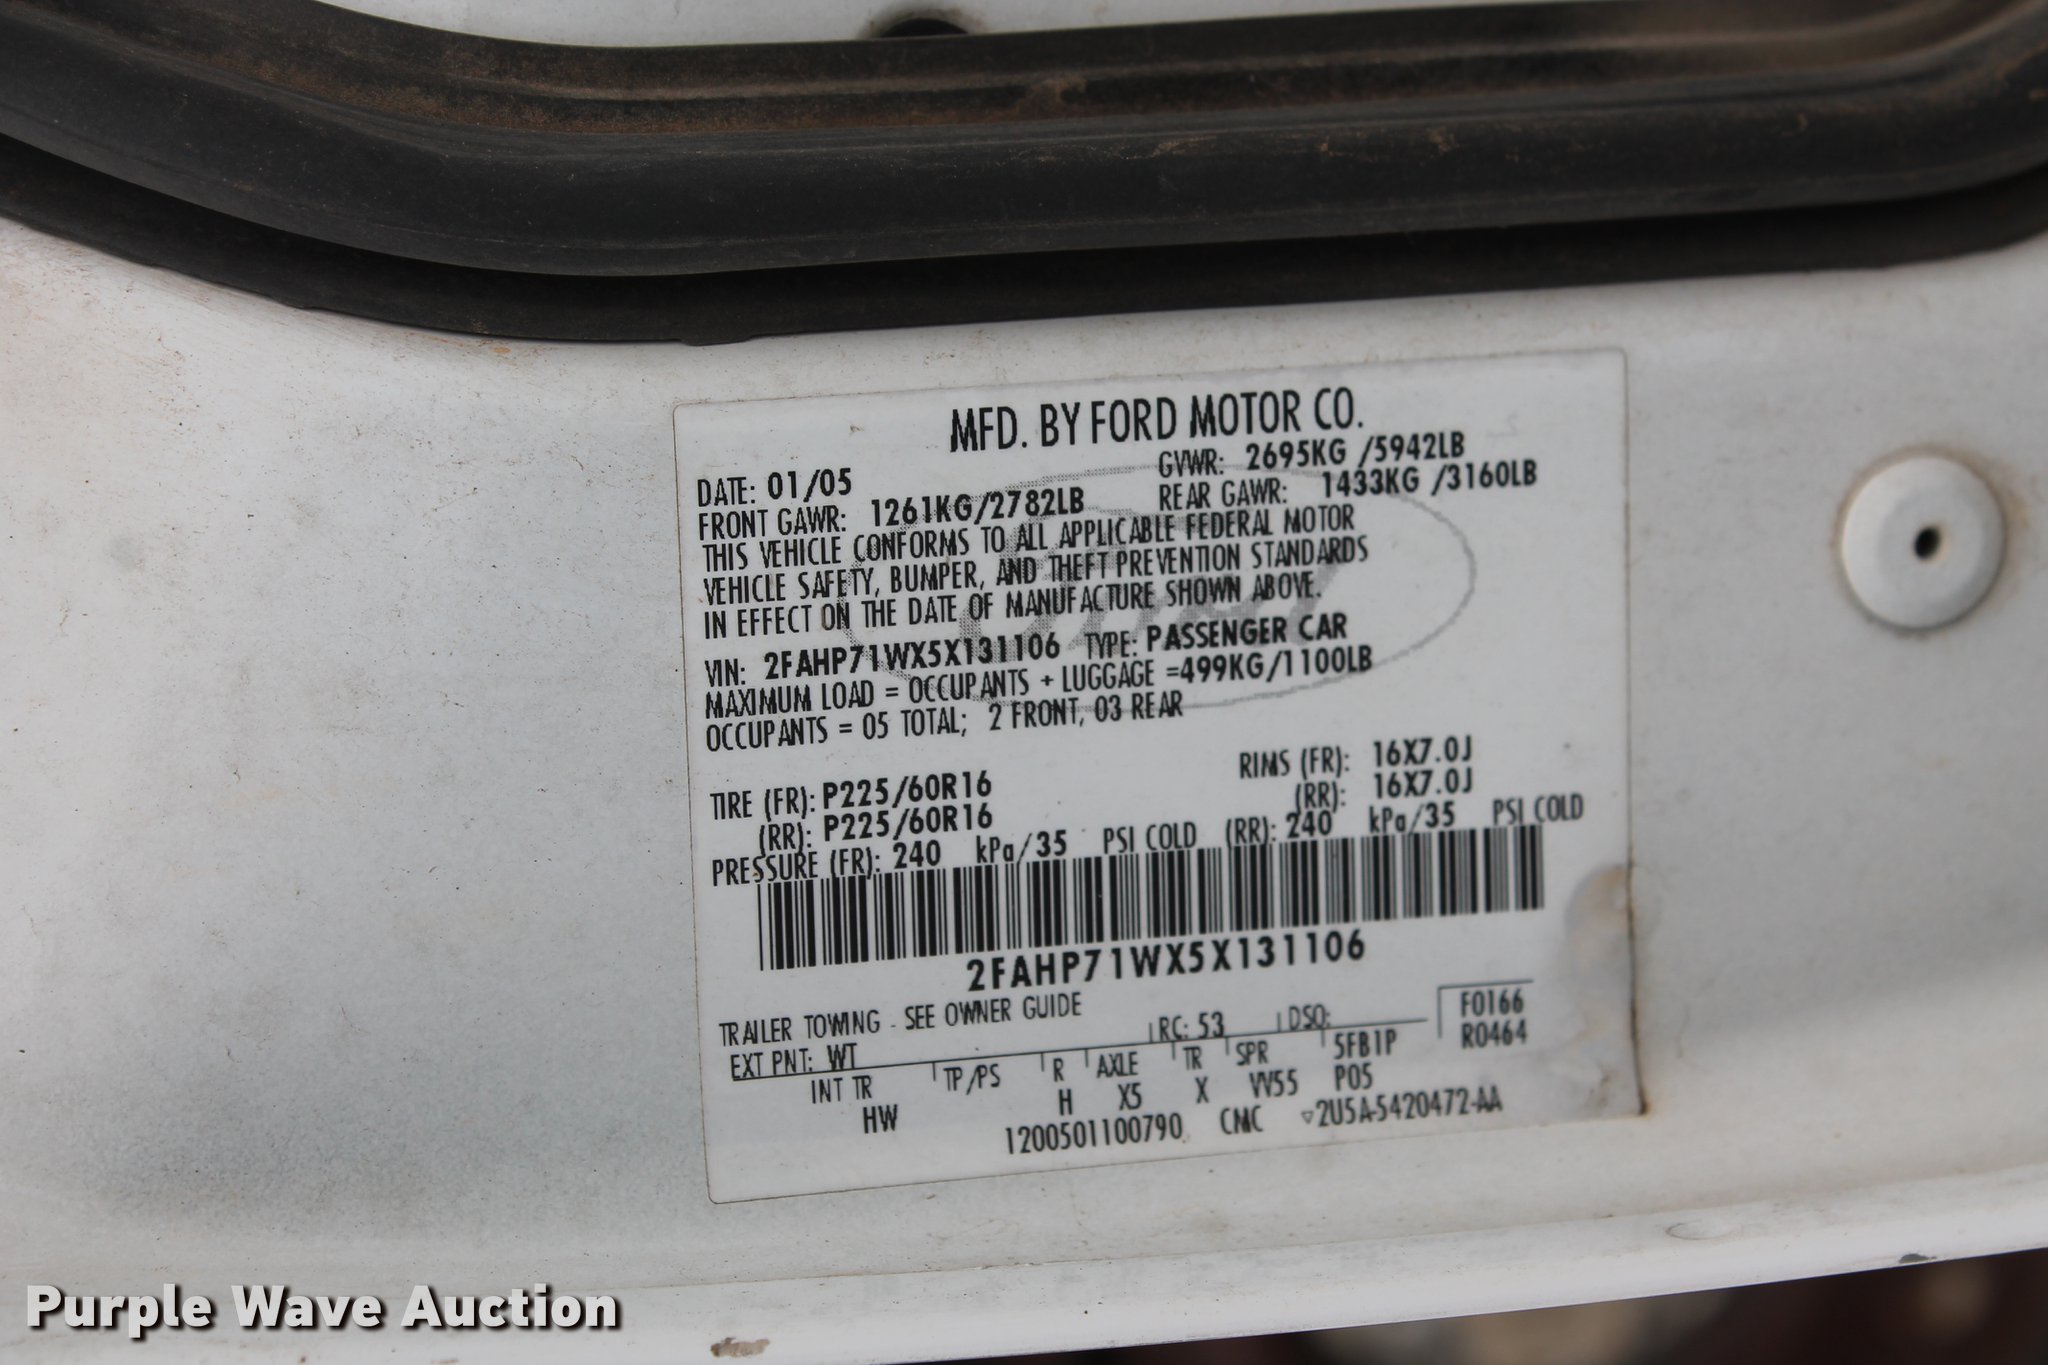 MFD. BY FORD MOTOR CO.
DATE: 01/05 GVWR: 2695KG /5942LB
FRONT GAWR: 1261KG/2782LB REAR GAWR: 1433KG /3160LB
THIS VEHICLE CONFORMS TO ALL APPLICABLE FEDERAL MOTOR
VEHICLE SAFETY, BUMPER, AND THEFT PREVENTION STANDARDS
IN EFFECT ON THE DATE OF MANUFACTURE SHOWN ABOVE.
VIN: 2FAHP71WX5X131106 TYPE: PASSENGER CAR
MAXIMUM LOAD = OCCUPANTS + LUGGAGE =499KG/1100LB
OCCUPANTS = 05 TOTAL; 2 FRONT, 03 REAR
TIRE (FR): P225/60R16 RIMS (FR): 16X7.0J
(RR): P225/60R16 (RR): 16X7.0J
PRESSURE (FR): 240 kPa/35 PSI COLD (RR): 240 kPa/35 PSI COLD
2FAHP71WX5X131106
TRAILER TOWING - SEE OWNER GUIDE
F0166
EXT PNT: WT RC: 53 DSO: R0464
INT TR TP/PS R AXLE TR SPR 5FB1P
HW H X5 X VV55 P05
1200501100790 CMC ▿2U5A-5420472-AA
Ford
Purple Wave Auction